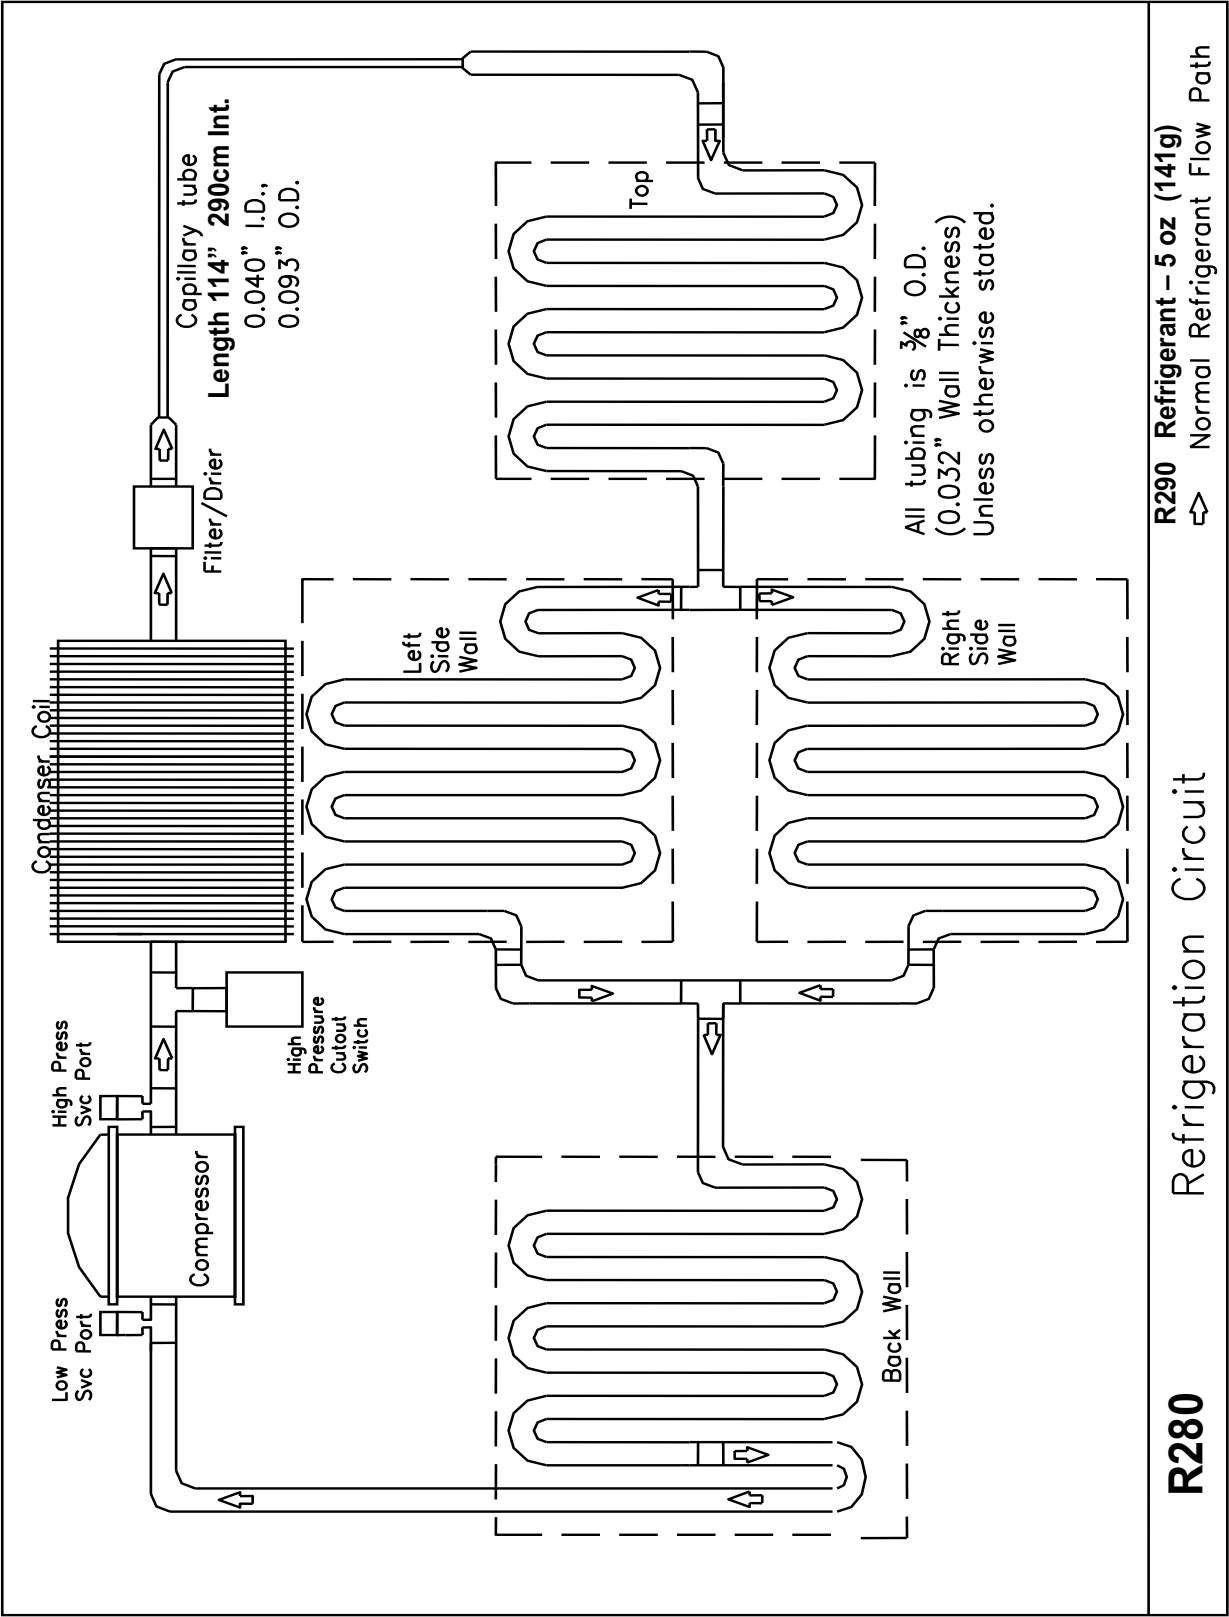 Low Press
Svc Port
High Press
Svc Port
Compressor
High
Pressure
Cutout
Switch
Condenser Coil
Filter/Drier
Capillary tube
Length 114” 290cm Int.
0.040” I.D.,
0.093” O.D.
Left
Side
Wall
Top
Back Wall
Right
Side
Wall
All tubing is ⅜” O.D.
(0.032” Wall Thickness)
Unless otherwise stated.
R280
Refrigeration Circuit
R290 Refrigerant – 5 oz (141g)
Normal Refrigerant Flow Path